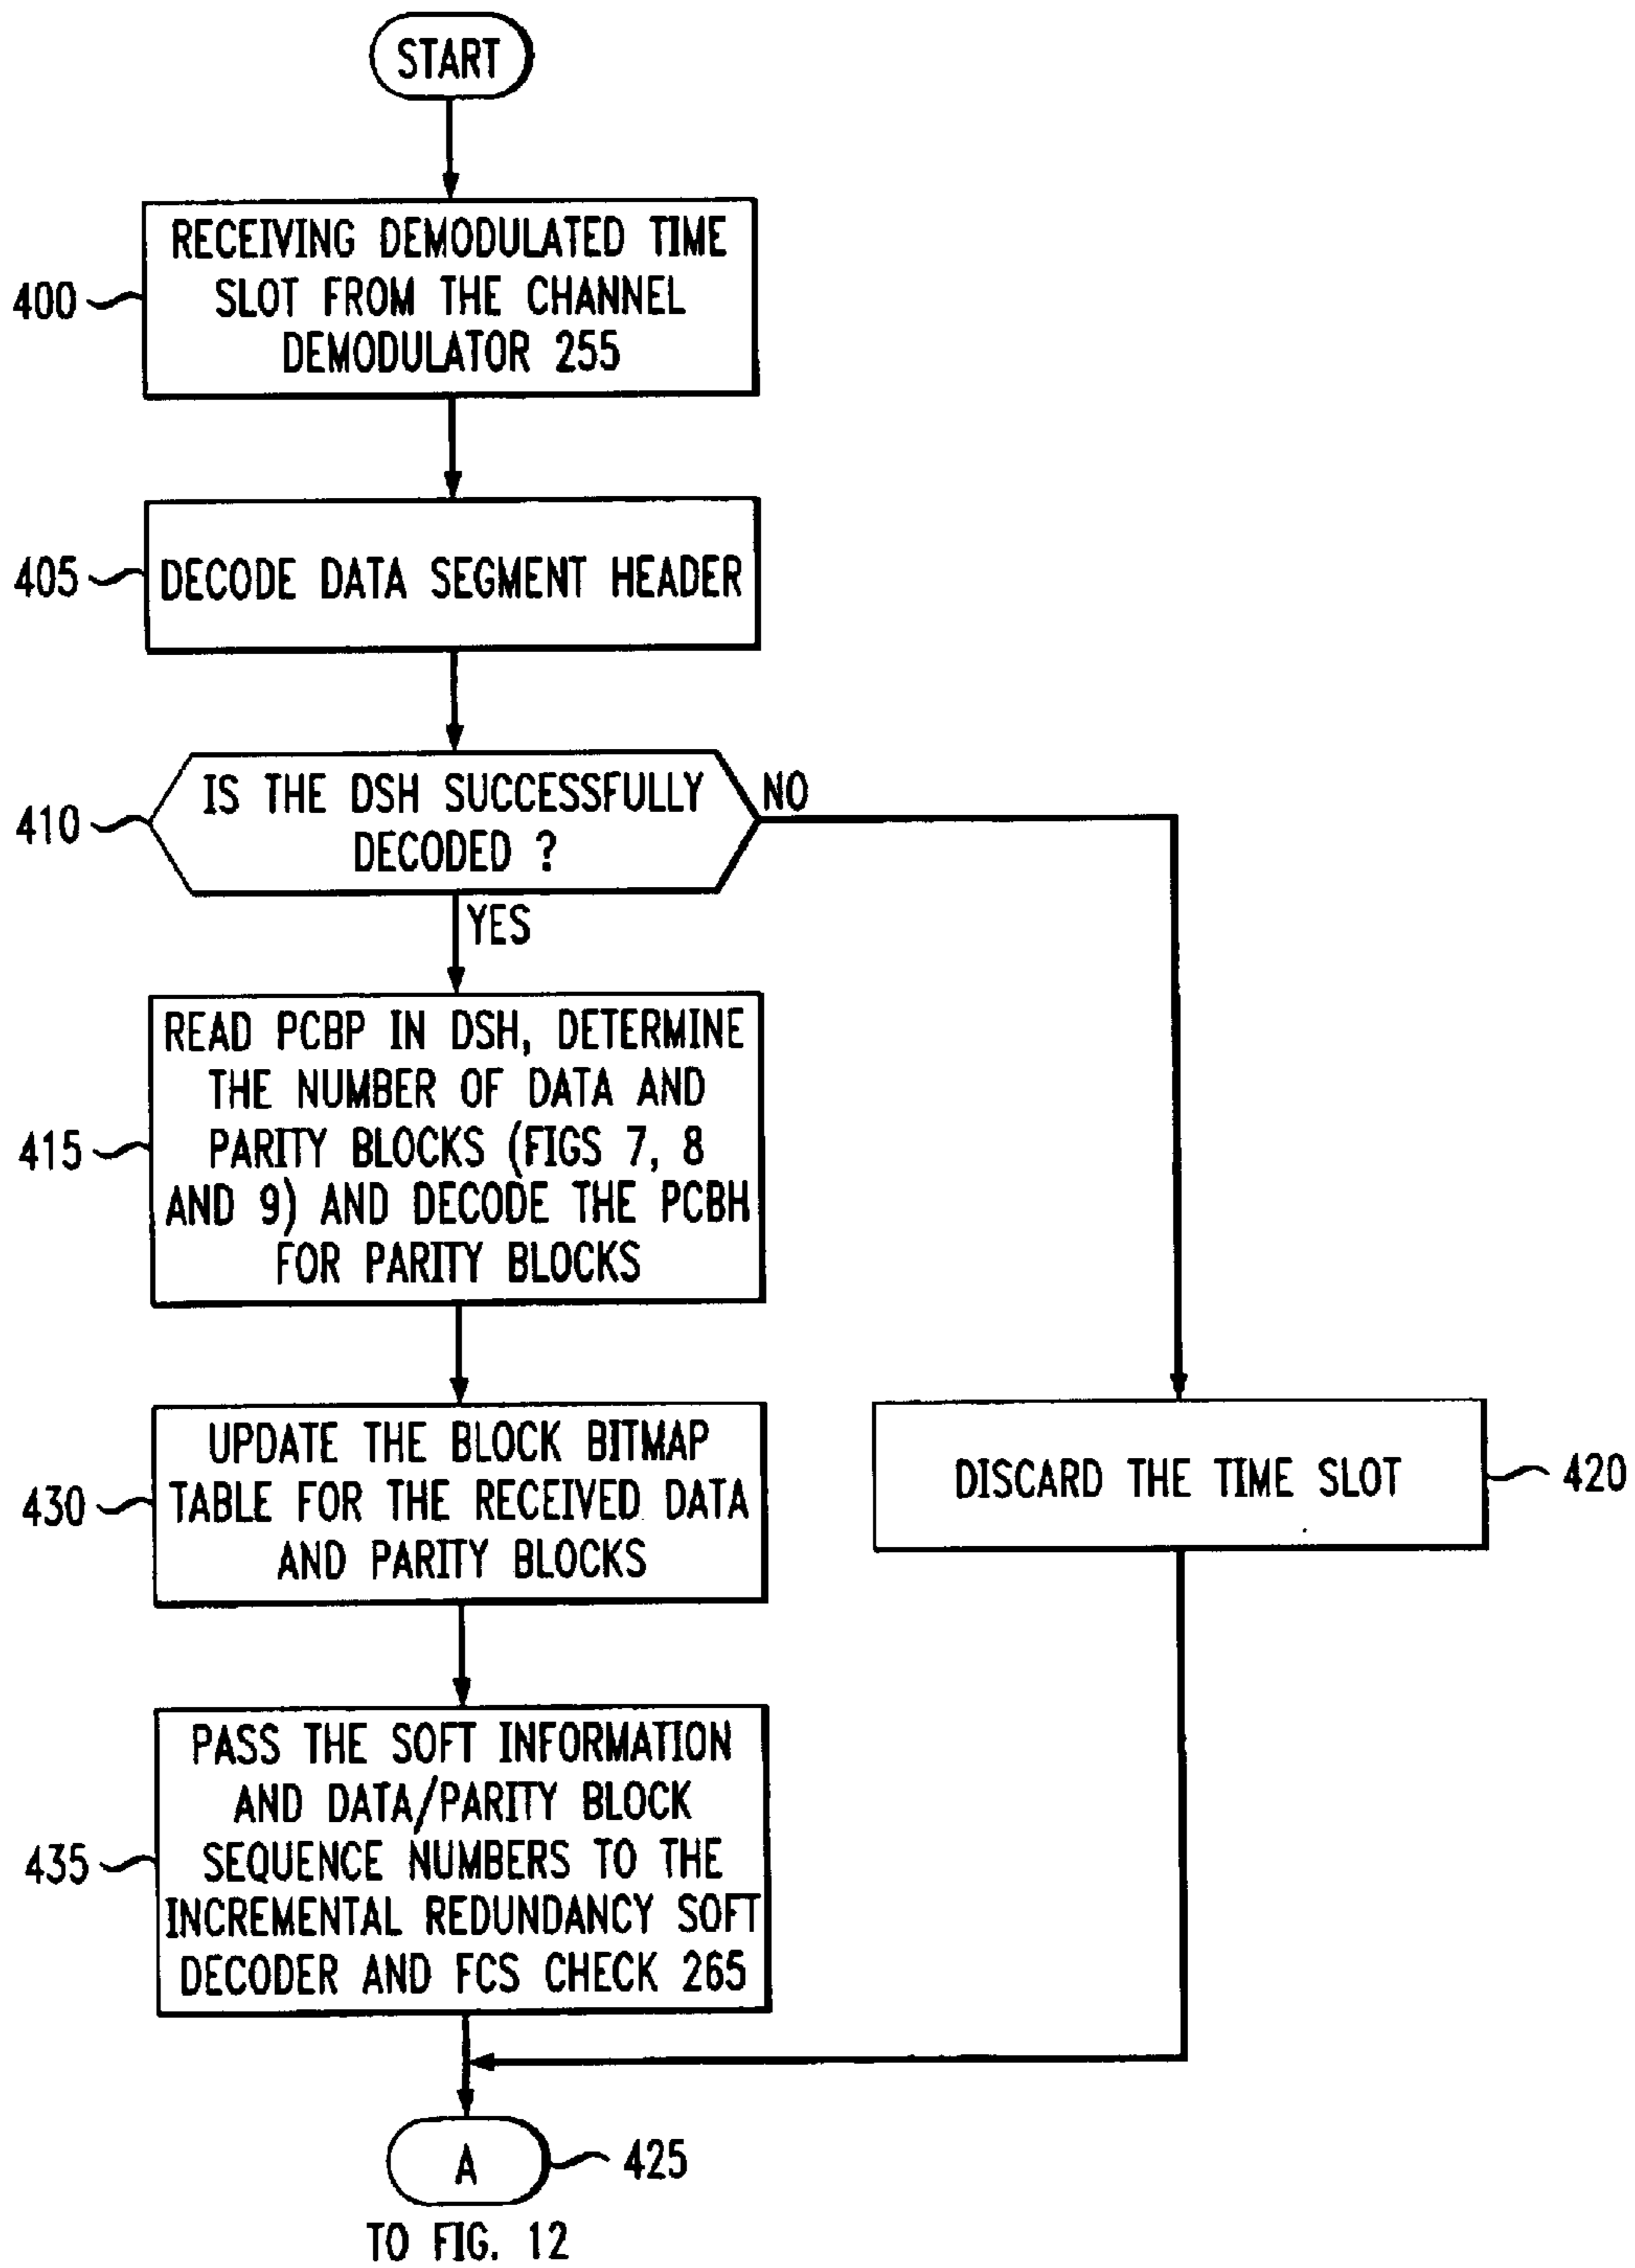 START
RECEIVING DEMODULATED TIME
SLOT FROM THE CHANNEL
DEMODULATOR 255
400
405
DECODE DATA SEGMENT HEADER
IS THE DSH SUCCESSFULLY
DECODED ?
410
NO
YES
READ PCBP IN DSH, DETERMINE
THE NUMBER OF DATA AND
PARITY BLOCKS (FIGS 7, 8
AND 9) AND DECODE THE PCBH
FOR PARITY BLOCKS
415
UPDATE THE BLOCK BITMAP
TABLE FOR THE RECEIVED DATA
AND PARITY BLOCKS
430
DISCARD THE TIME SLOT
420
PASS THE SOFT INFORMATION
AND DATA/PARITY BLOCK
SEQUENCE NUMBERS TO THE
INCREMENTAL REDUNDANCY SOFT
DECODER AND FCS CHECK 265
435
A
425
TO FIG. 12